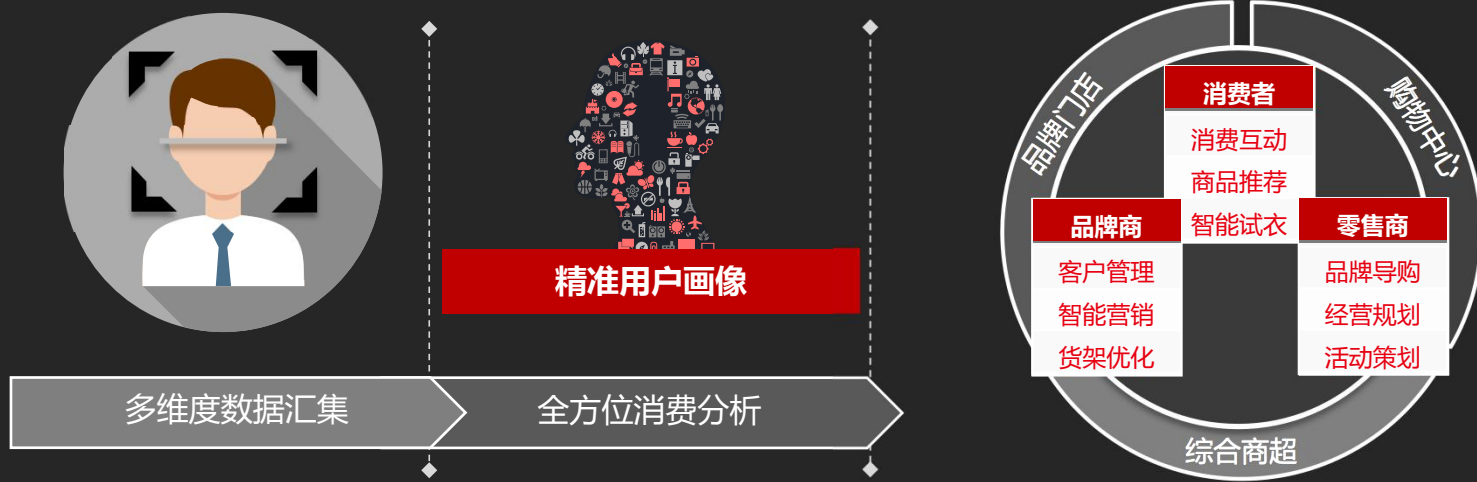 多维度数据汇集
精准用户画像
全方位消费分析
品牌门店
购物中心
综合商超
消费者
消费互动
商品推荐
智能试衣
品牌商
客户管理
智能营销
货架优化
零售商
品牌导购
经营规划
活动策划